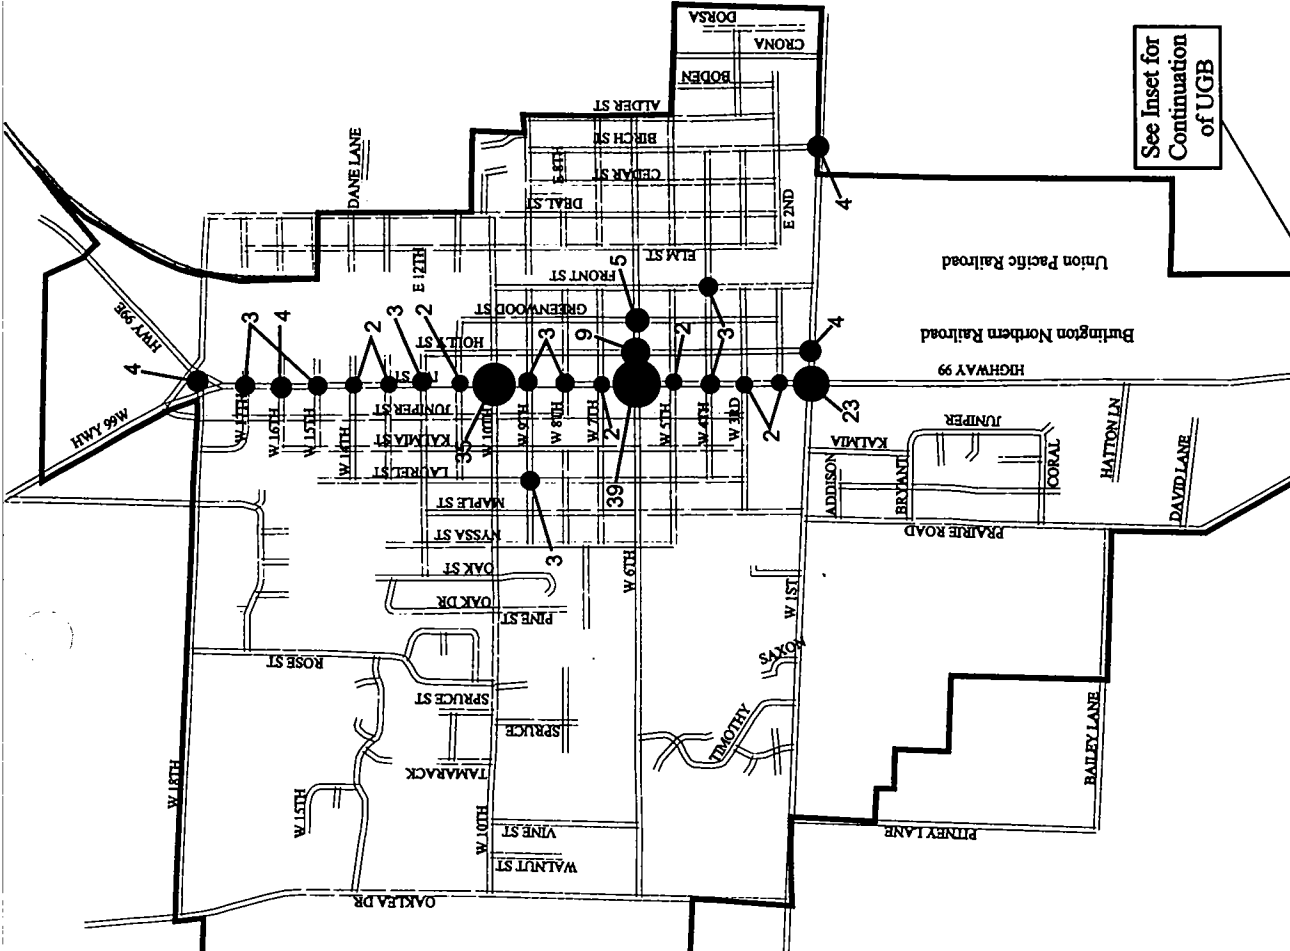 DORSA
CRONA
BODEN
ALDER ST
BIRCH ST
CEDAR ST
E 8TH
DANE LANE
E 2ND
ELM ST
E 12TH
FRONT ST
GREENWOOD ST
HOLLY ST
See Inset for
Continuation
of UGB
Union Pacific Railroad
Burlington Northern Railroad
HIGHWAY 99
HWY 99E
HWY 99W
4
3
4
2
3
2
3
5
9
2
3
3
4
4
35
2
39
2
23
3
W 17TH
W 16TH
W 15TH
W 14TH
JUNIPER ST
KALMIA ST
LAUREL ST
MAPLE ST
NYSSA ST
OAK ST
OAK DR
PINE ST
W 10TH
W 9TH
W 8TH
W 7TH
W 6TH
W 5TH
W 4TH
W 3RD
W 1ST
KALMIA
JUNIPER
ADDISON
BRYANT
CORAL
HATTON LN
DAVID LANE
PRAIRIE ROAD
SAXON
TIMOTHY
BAILEY LANE
PITNEY LANE
ROSE ST
SPRUCE ST
SPRUCE
TAMARACK
W 18TH
W 15TH
W 10TH
VINE ST
WALNUT ST
OAKLEA DR